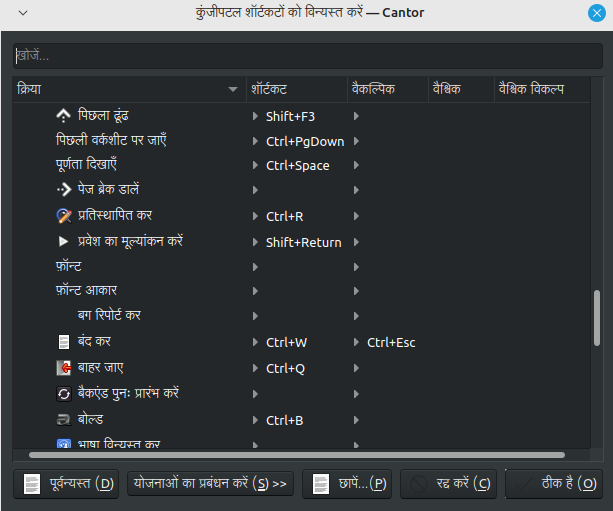 कुंजीपटल शॉर्टकटों को विन्यस्त करें — Cantor
खोजें...
क्रिया शॉर्टकट वैकल्पिक वैश्विक वैश्विक विकल्प
पिछला ढूंढ Shift+F3
पिछली वर्कशीट पर जाएँ Ctrl+PgDown
पूर्णता दिखाएँ Ctrl+Space
पेज ब्रेक डालें
प्रतिस्थापित कर Ctrl+R
प्रवेश का मूल्यांकन करें Shift+Return
फ़ॉन्ट
फ़ॉन्ट आकार
बग रिपोर्ट कर
बंद कर Ctrl+W Ctrl+Esc
बाहर जाए Ctrl+Q
बैकएंड पुनः प्रारंभ करें
बोल्ड Ctrl+B
भाषा विन्यस्त कर
पूर्वन्यस्त (D) योजनाओं का प्रबंधन करें (S) >> छापें...(P) रद्द करें (C) ठीक है (O)